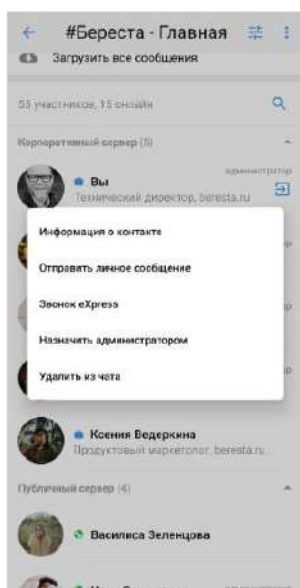 #Береста - Главная
Загрузить все сообщения
55 участников, 15 онлайн
Корпоративный сервер (5)
администратор
Вы
Технический директор, beresta.ru
Информация о контакте
Отправить личное сообщение
Звонок eXpress
Назначить администратором
Удалить из чата
Ксения Ведеркина
Продуктовый маркетолог, beresta.ru
Публичный сервер (4)
Василиса Зеленцова